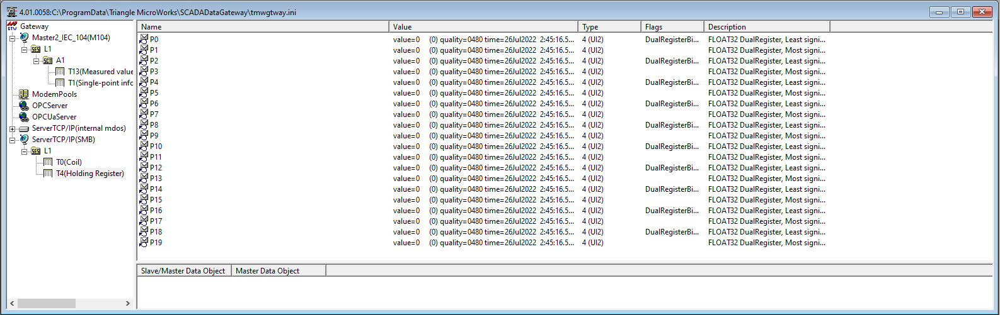 4.01.0058:C:\ProgramData\Triangle MicroWorks\SCADADataGateway\tmwgtway.ini
GTW Gateway
Master2_IEC_104(M104)
SES L1
SCT A1
T13(Measured value
T1(Single-point info
ModemPools
OPCServer
OPCUaServer
ServerTCP/IP(internal mdos)
ServerTCP/IP(SMB)
SES L1
T0(Coil)
T4(Holding Register)
Name Value Type Flags Description
P0 value=0 (0) quality=0480 time=26Jul2022 2:45:16.5... 4 (UI2) DualRegisterBi... FLOAT32 DualRegister, Least signi...
P1 value=0 (0) quality=0480 time=26Jul2022 2:45:16.5... 4 (UI2) FLOAT32 DualRegister, Most signi...
P2 value=0 (0) quality=0480 time=26Jul2022 2:45:16.5... 4 (UI2) DualRegisterBi... FLOAT32 DualRegister, Least signi...
P3 value=0 (0) quality=0480 time=26Jul2022 2:45:16.5... 4 (UI2) FLOAT32 DualRegister, Most signi...
P4 value=0 (0) quality=0480 time=26Jul2022 2:45:16.5... 4 (UI2) DualRegisterBi... FLOAT32 DualRegister, Least signi...
P5 value=0 (0) quality=0480 time=26Jul2022 2:45:16.5... 4 (UI2) FLOAT32 DualRegister, Most signi...
P6 value=0 (0) quality=0480 time=26Jul2022 2:45:16.5... 4 (UI2) DualRegisterBi... FLOAT32 DualRegister, Least signi...
P7 value=0 (0) quality=0480 time=26Jul2022 2:45:16.5... 4 (UI2) FLOAT32 DualRegister, Most signi...
P8 value=0 (0) quality=0480 time=26Jul2022 2:45:16.5... 4 (UI2) DualRegisterBi... FLOAT32 DualRegister, Least signi...
P9 value=0 (0) quality=0480 time=26Jul2022 2:45:16.5... 4 (UI2) FLOAT32 DualRegister, Most signi...
P10 value=0 (0) quality=0480 time=26Jul2022 2:45:16.5... 4 (UI2) DualRegisterBi... FLOAT32 DualRegister, Least signi...
P11 value=0 (0) quality=0480 time=26Jul2022 2:45:16.5... 4 (UI2) FLOAT32 DualRegister, Most signi...
P12 value=0 (0) quality=0480 time=26Jul2022 2:45:16.5... 4 (UI2) DualRegisterBi... FLOAT32 DualRegister, Least signi...
P13 value=0 (0) quality=0480 time=26Jul2022 2:45:16.5... 4 (UI2) FLOAT32 DualRegister, Most signi...
P14 value=0 (0) quality=0480 time=26Jul2022 2:45:16.5... 4 (UI2) DualRegisterBi... FLOAT32 DualRegister, Least signi...
P15 value=0 (0) quality=0480 time=26Jul2022 2:45:16.5... 4 (UI2) FLOAT32 DualRegister, Most signi...
P16 value=0 (0) quality=0480 time=26Jul2022 2:45:16.5... 4 (UI2) DualRegisterBi... FLOAT32 DualRegister, Least signi...
P17 value=0 (0) quality=0480 time=26Jul2022 2:45:16.5... 4 (UI2) FLOAT32 DualRegister, Most signi...
P18 value=0 (0) quality=0480 time=26Jul2022 2:45:16.5... 4 (UI2) DualRegisterBi... FLOAT32 DualRegister, Least signi...
P19 value=0 (0) quality=0480 time=26Jul2022 2:45:16.5... 4 (UI2) FLOAT32 DualRegister, Most signi...
Slave/Master Data Object Master Data Object